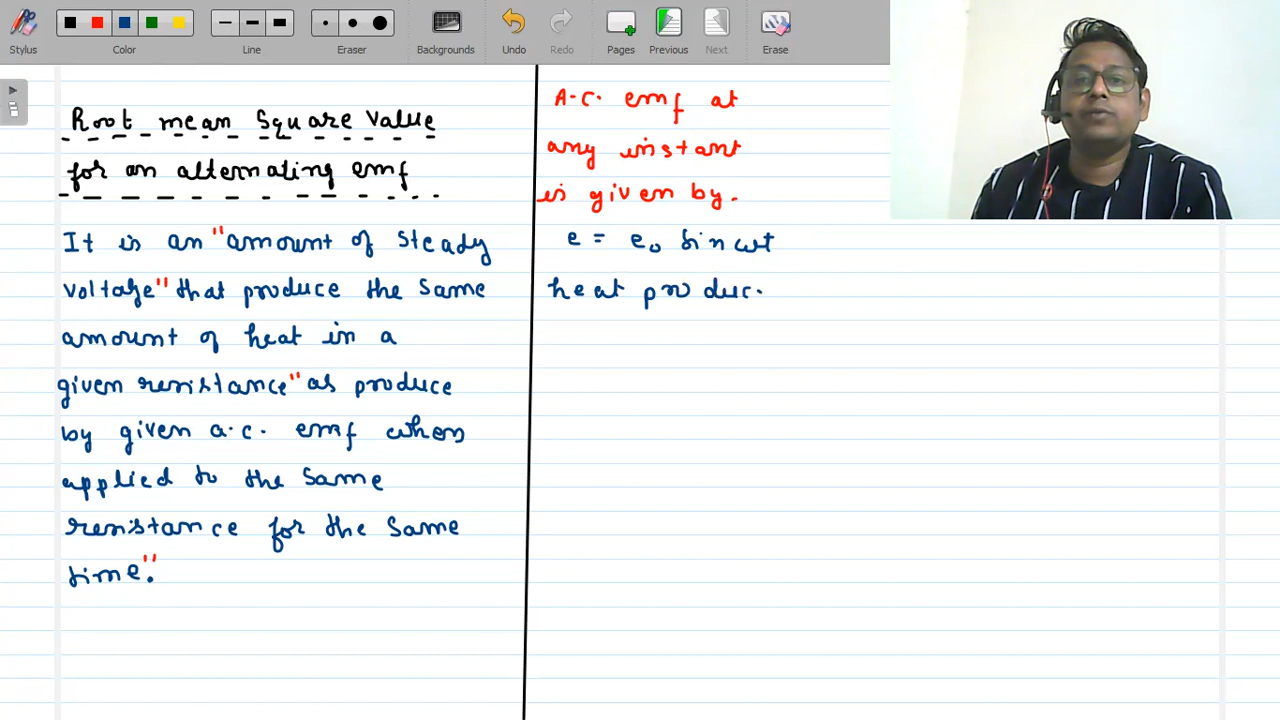 Stylus
Color
Line
Eraser
Backgrounds
Undo
Redo
Pages
Previous
Next
Erase
Root mean Square Value
for an alternating emf
It is an "amount of steady
voltage" that produce the same
amount of heat in a
given resistance" as produce
by given a.c. emf when
applied to the same
resistance for the same
time".
A.C. emf at
any instant
is given by.
e = e₀ Sin ωt
heat produc.